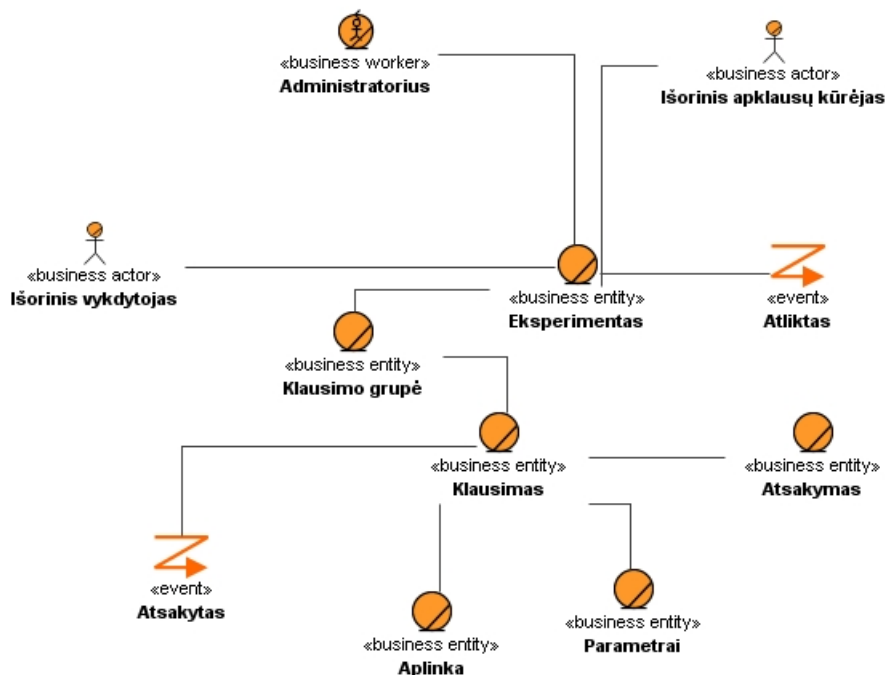 «business worker»
Administratorius
«business actor»
Išorinis apklausų kūrėjas
«business actor»
Išorinis vykdytojas
«business entity»
Eksperimentas
«event»
Atliktas
«business entity»
Klausimo grupė
«business entity»
Klausimas
«business entity»
Atsakymas
«event»
Atsakytas
«business entity»
Aplinka
«business entity»
Parametrai